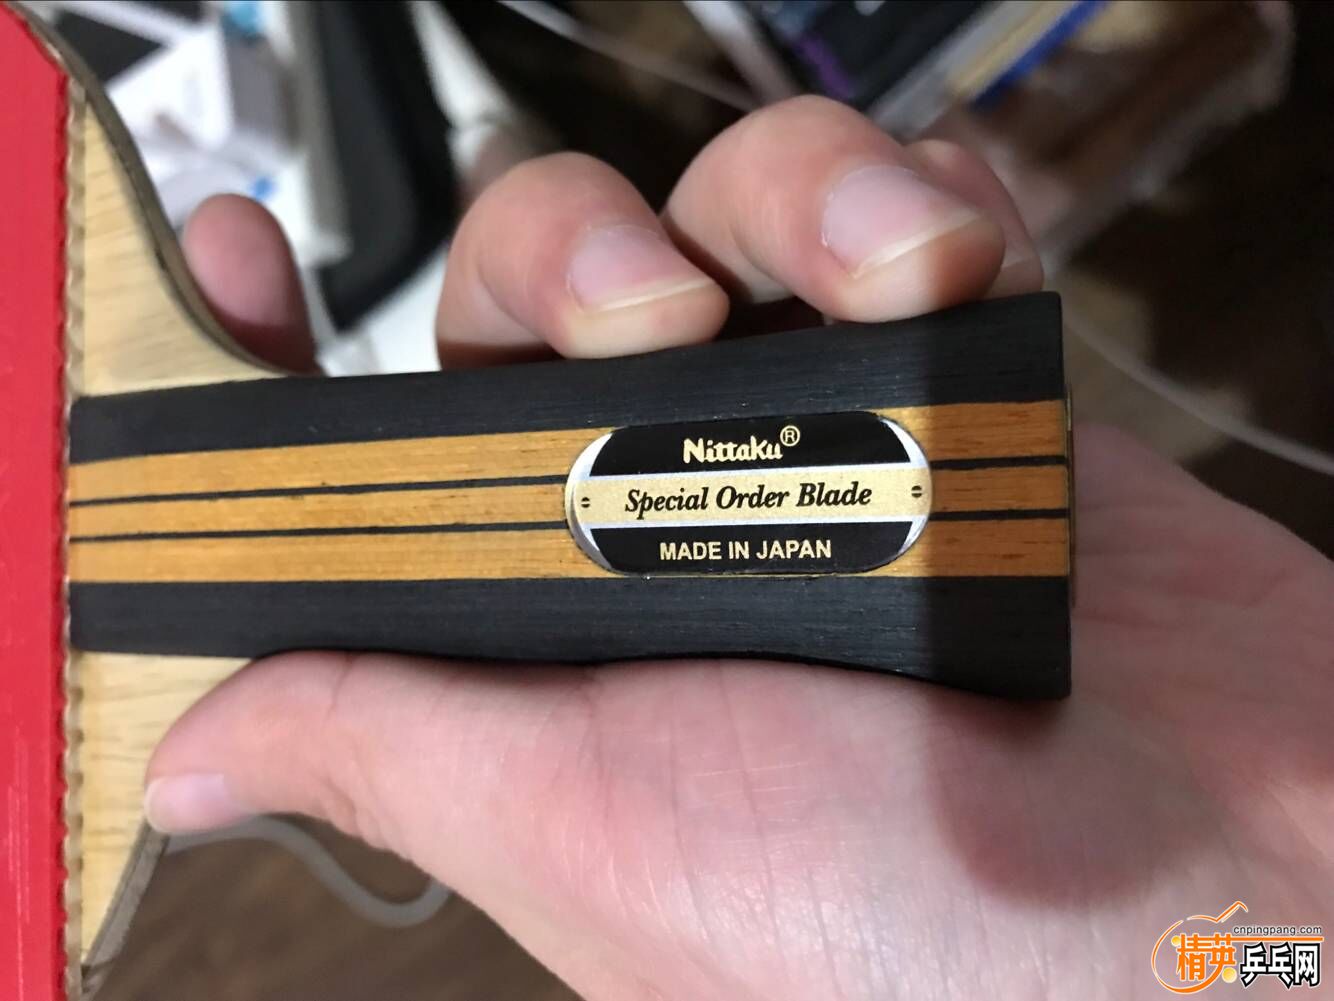 Nittaku®
Special Order Blade
MADE IN JAPAN
cnpingpang.com
精英乒乓网